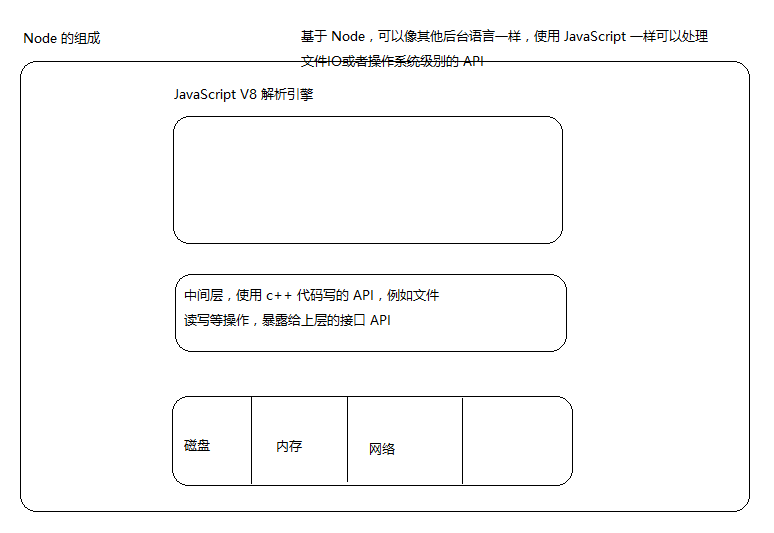 Node 的组成
基于 Node，可以像其他后台语言一样，使用 JavaScript 一样可以处理
文件IO或者操作系统级别的 API
JavaScript V8 解析引擎
中间层，使用 c++ 代码写的 API，例如文件
读写等操作，暴露给上层的接口 API
磁盘
内存
网络